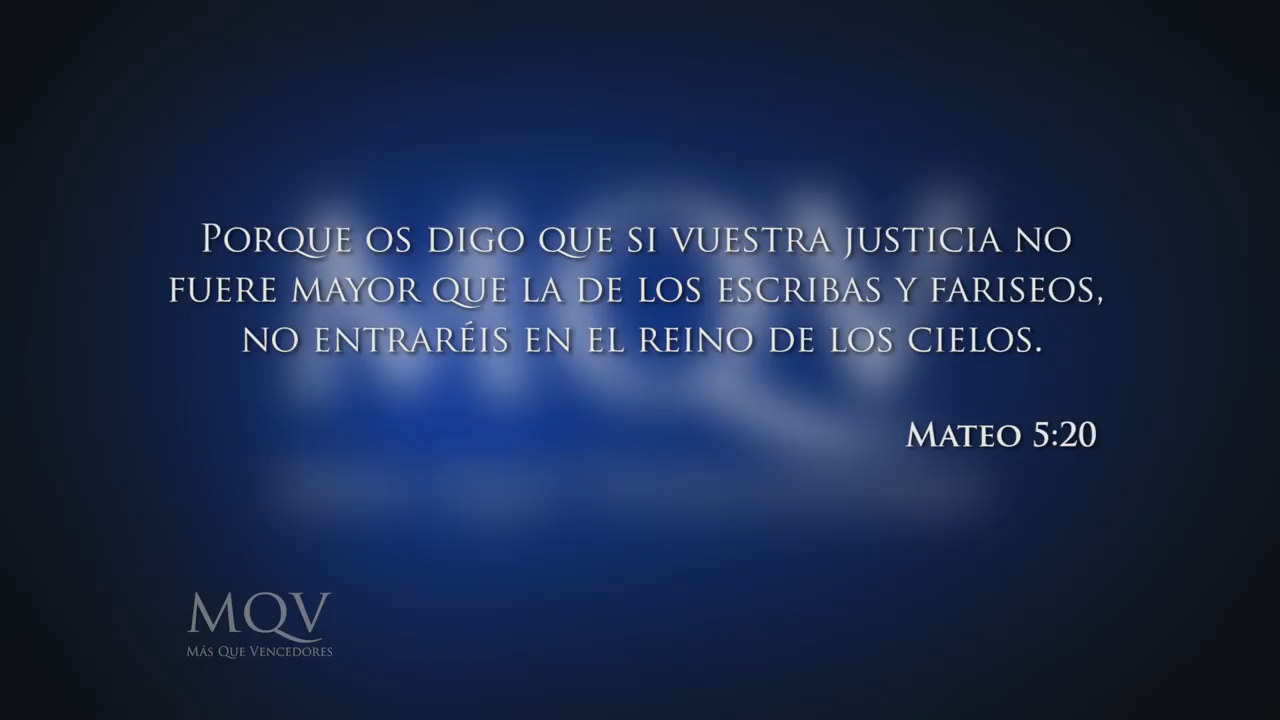 Porque os digo que si vuestra justicia no
fuere mayor que la de los escribas y fariseos,
no entraréis en el reino de los cielos.
Mateo 5:20
MQV
Más Que Vencedores